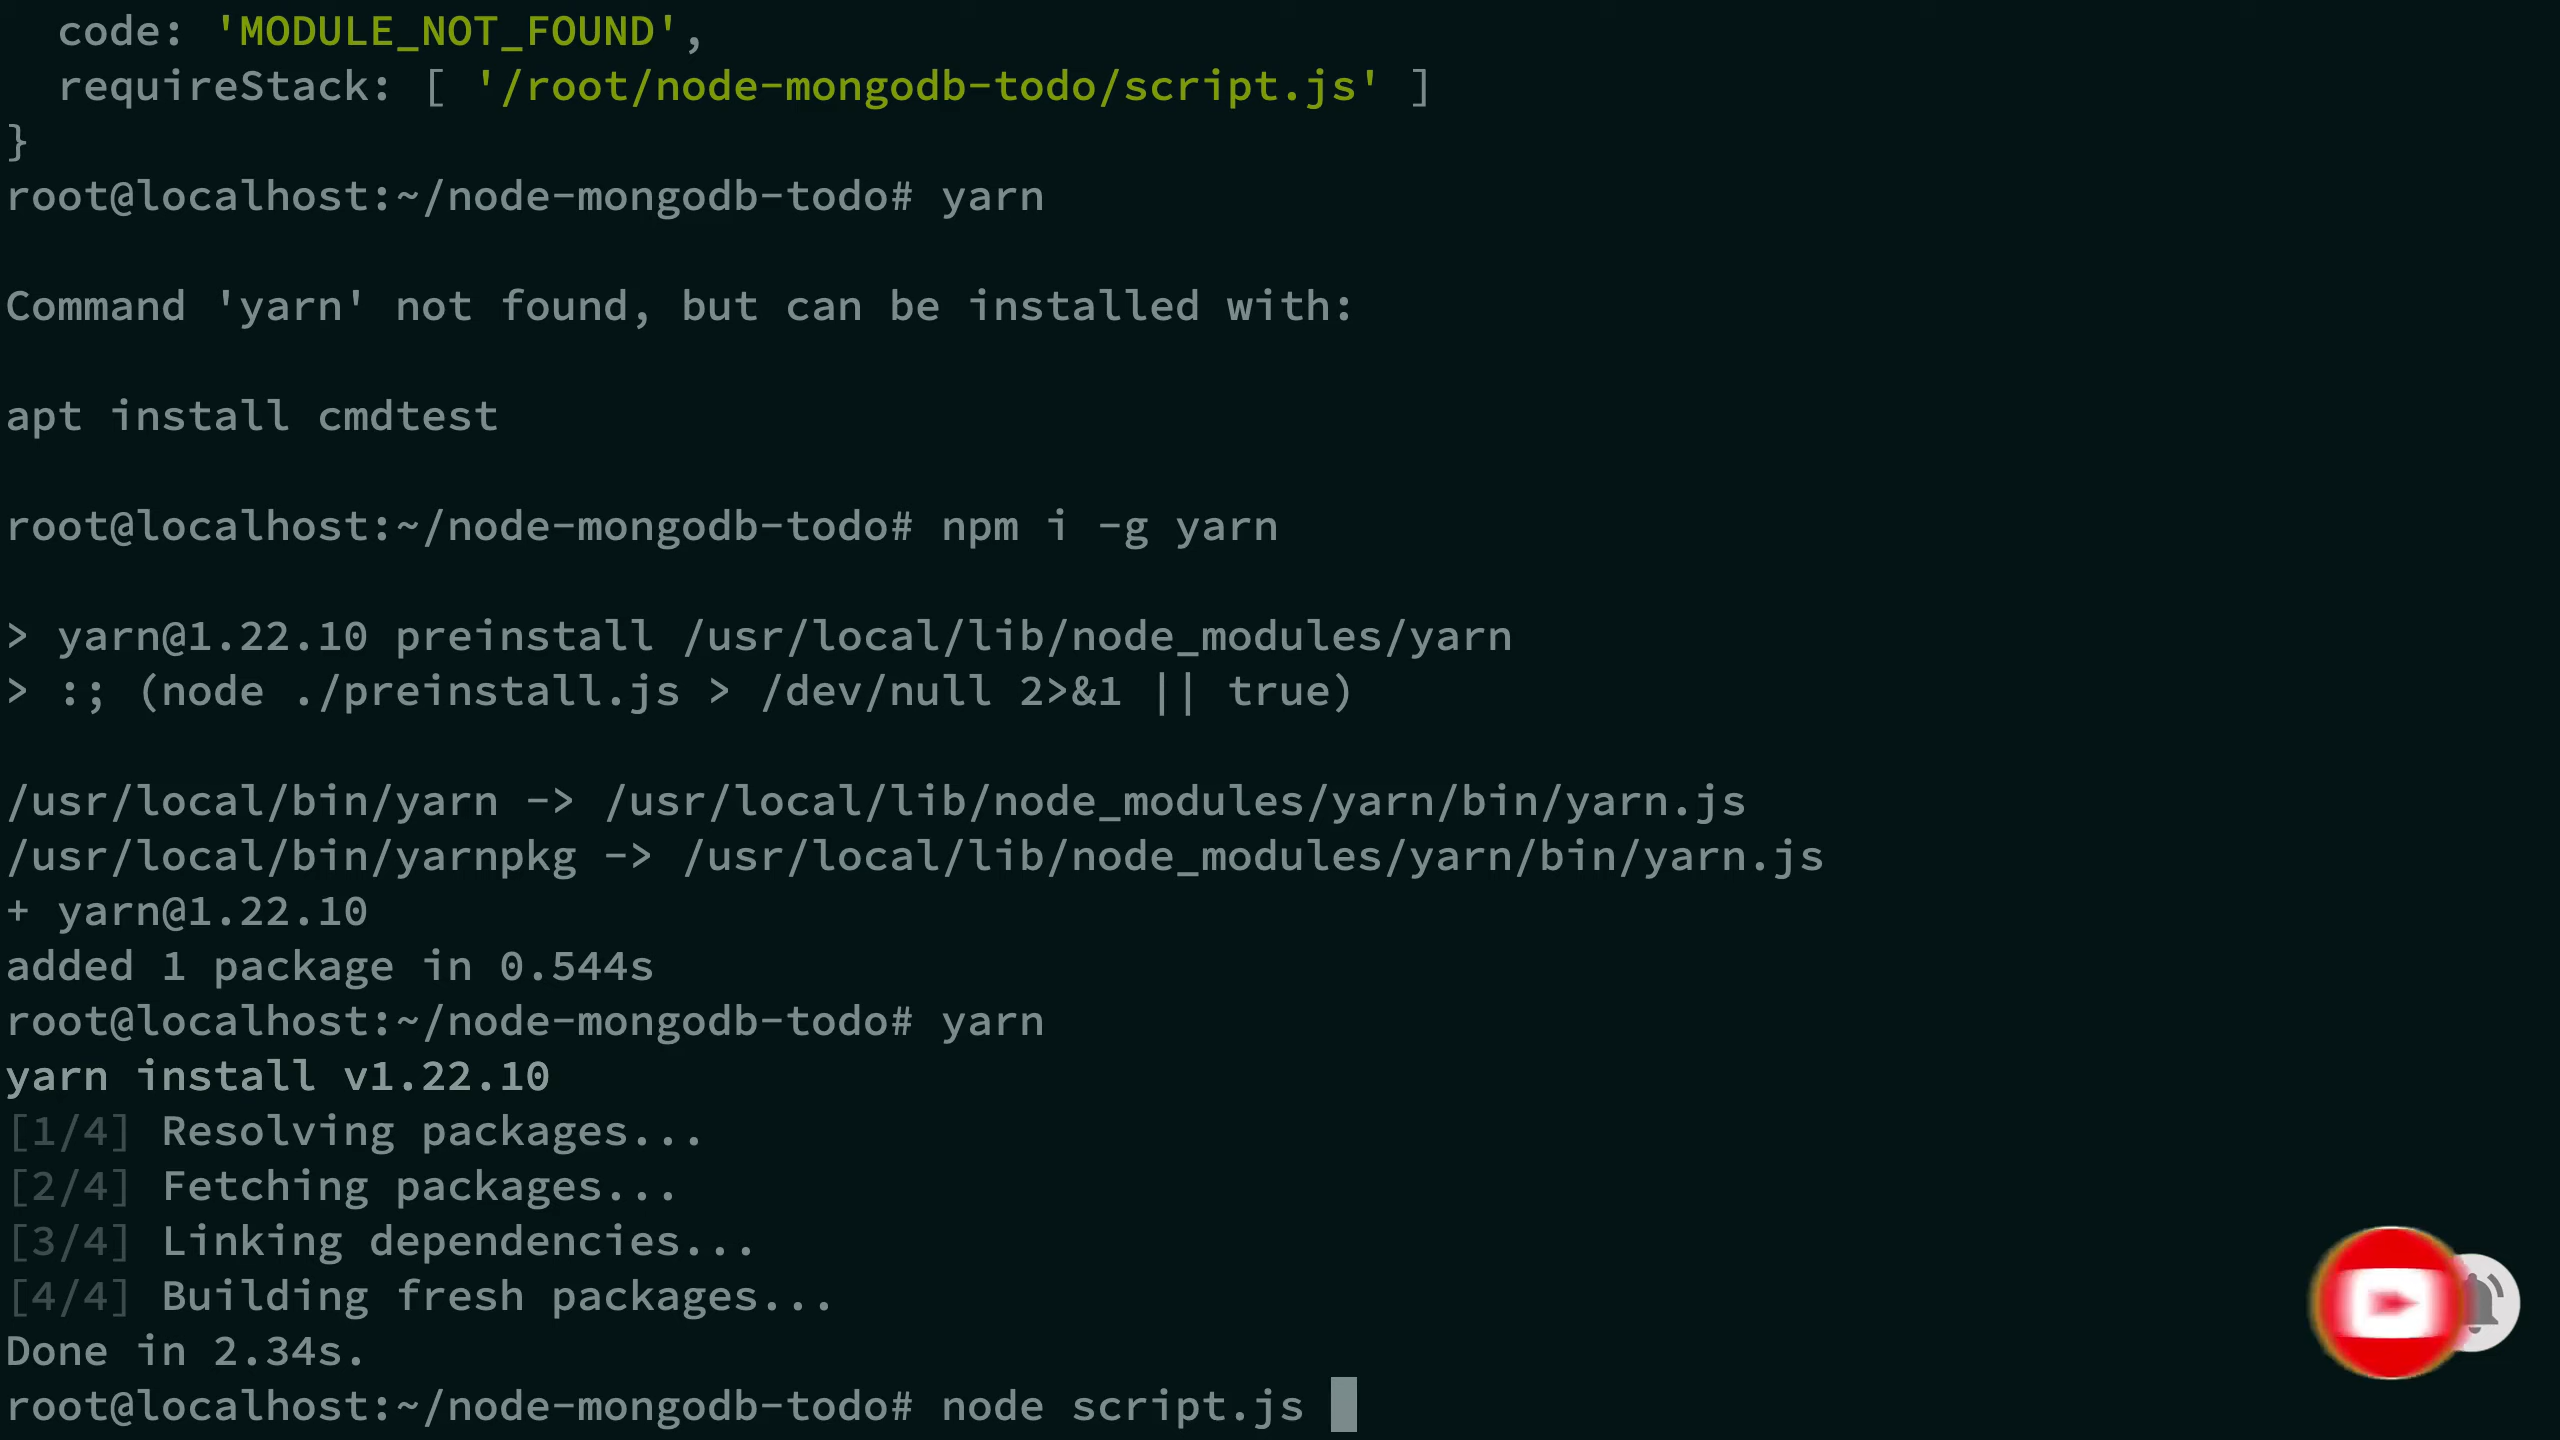 code: 'MODULE_NOT_FOUND',
requireStack: [ '/root/node-mongodb-todo/script.js' ]
}
root@localhost:~/node-mongodb-todo# yarn
Command 'yarn' not found, but can be installed with:
apt install cmdtest
root@localhost:~/node-mongodb-todo# npm i -g yarn
> yarn@1.22.10 preinstall /usr/local/lib/node_modules/yarn
> :; (node ./preinstall.js > /dev/null 2>&1 || true)
/usr/local/bin/yarn -> /usr/local/lib/node_modules/yarn/bin/yarn.js
/usr/local/bin/yarnpkg -> /usr/local/lib/node_modules/yarn/bin/yarn.js
+ yarn@1.22.10
added 1 package in 0.544s
root@localhost:~/node-mongodb-todo# yarn
yarn install v1.22.10
[1/4] Resolving packages...
[2/4] Fetching packages...
[3/4] Linking dependencies...
[4/4] Building fresh packages...
Done in 2.34s.
root@localhost:~/node-mongodb-todo# node script.js